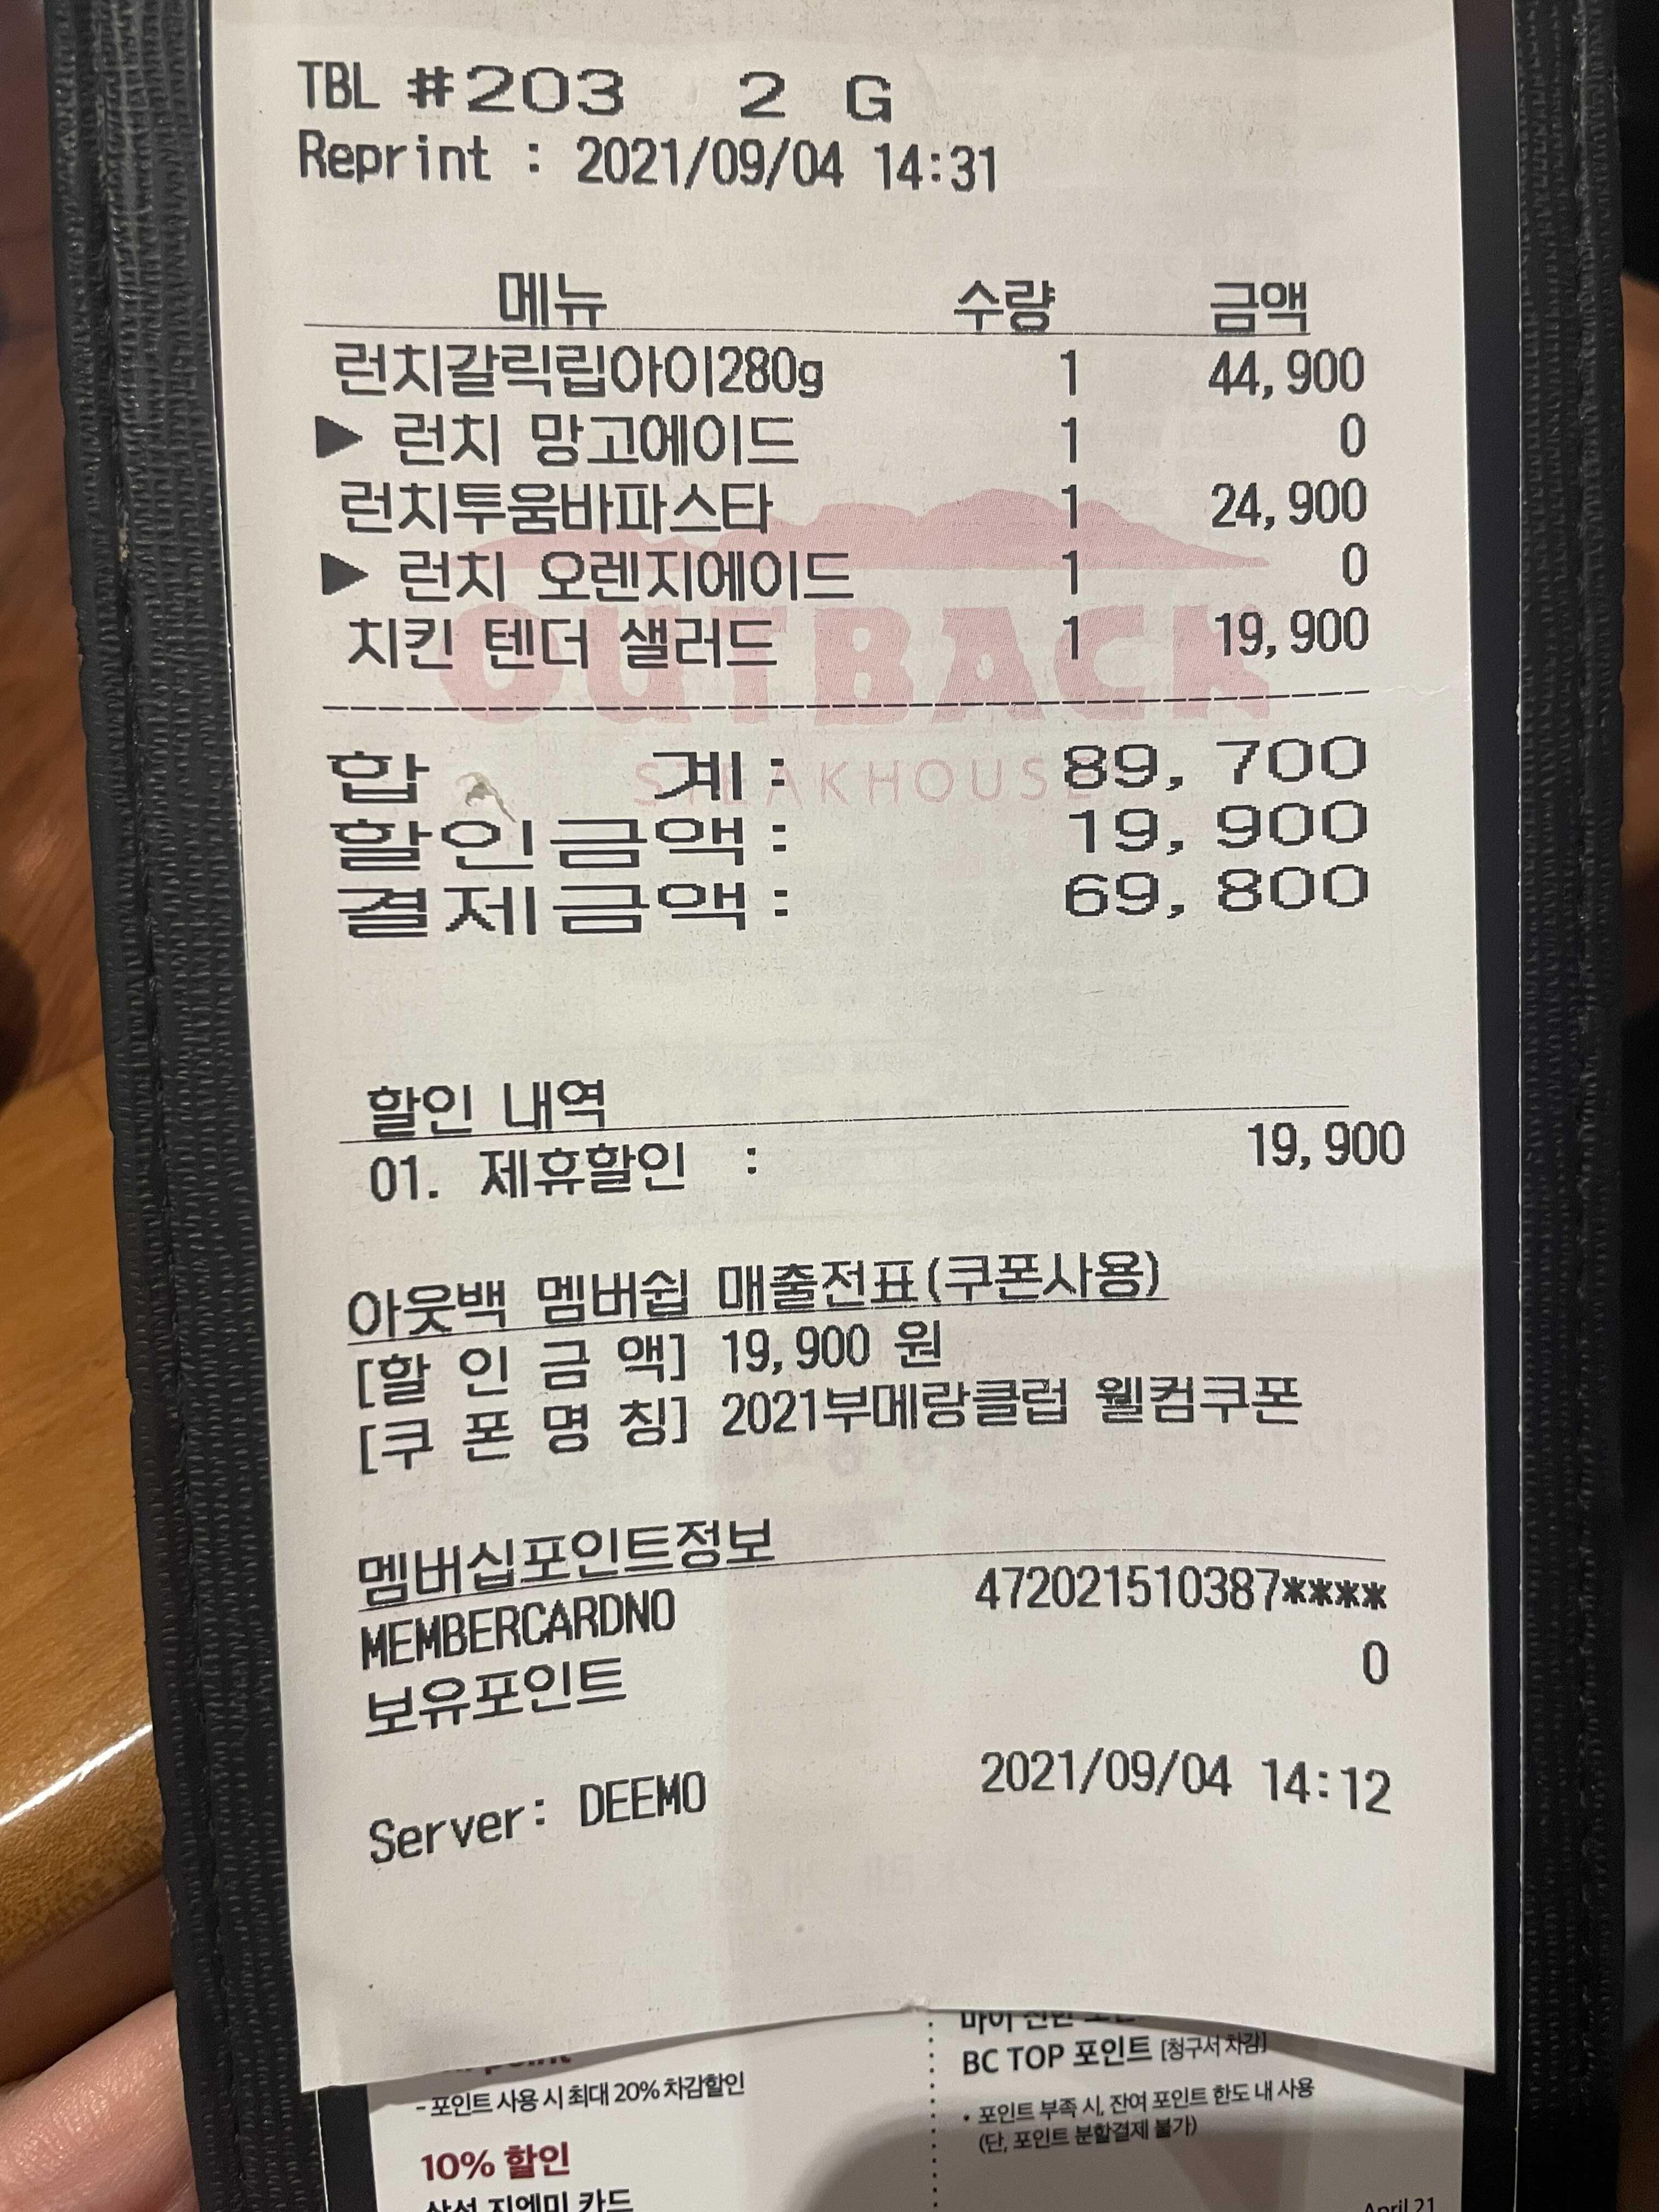 TBL #203 2 G
Reprint : 2021/09/04 14:31
메뉴 수량 금액
런치갈릭립아이280g 1 44,900
▶ 런치 망고에이드 1 0
런치투움바파스타 1 24,900
▶ 런치 오렌지에이드 1 0
치킨 텐더 샐러드 1 19,900
OUTBACK
STEAKHOUSE
합 계: 89,700
할인금액: 19,900
결제금액: 69,800
할인 내역
01. 제휴할인 : 19,900
아웃백 멤버쉽 매출전표(쿠폰사용)
[할 인 금 액] 19,900 원
[쿠 폰 명 칭] 2021부메랑클럽 웰컴쿠폰
멤버십포인트정보
MEMBERCARDNO 472021510387****
보유포인트 0
Server: DEEMO 2021/09/04 14:12
- 포인트 사용 시 최대 20% 차감할인
10% 할인
삼성 지엔미 카드
BC TOP 포인트 [청구서 차감]
• 포인트 부족 시, 잔여 포인트 한도 내 사용
(단, 포인트 분할결제 불가)
April 21